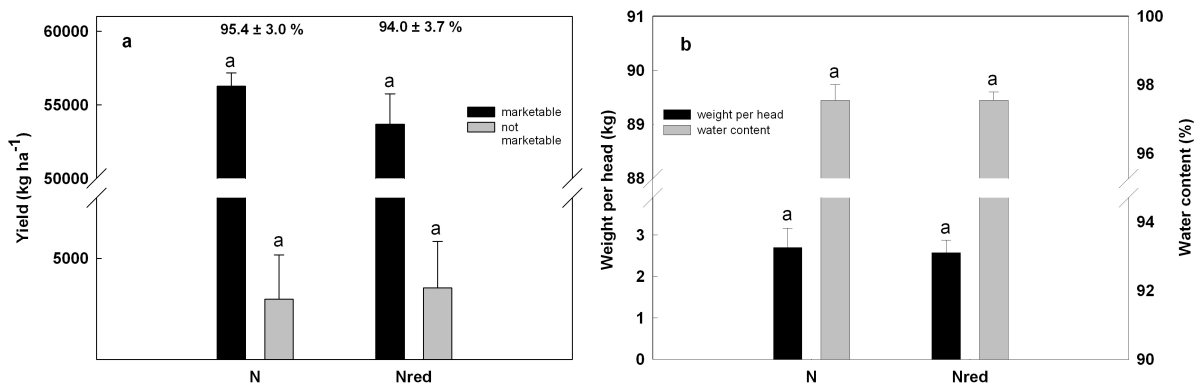 95.4 ± 3.0 %
94.0 ± 3.7 %
a
60000
55000
50000
5000
Yield (kg ha-1)
a
a
a
a
marketable
not
marketable
N
Nred
b
91
90
89
88
3
2
1
0
Weight per head (kg)
a
a
a
a
weight per head
water content
100
98
96
94
92
90
Water content (%)
N
Nred